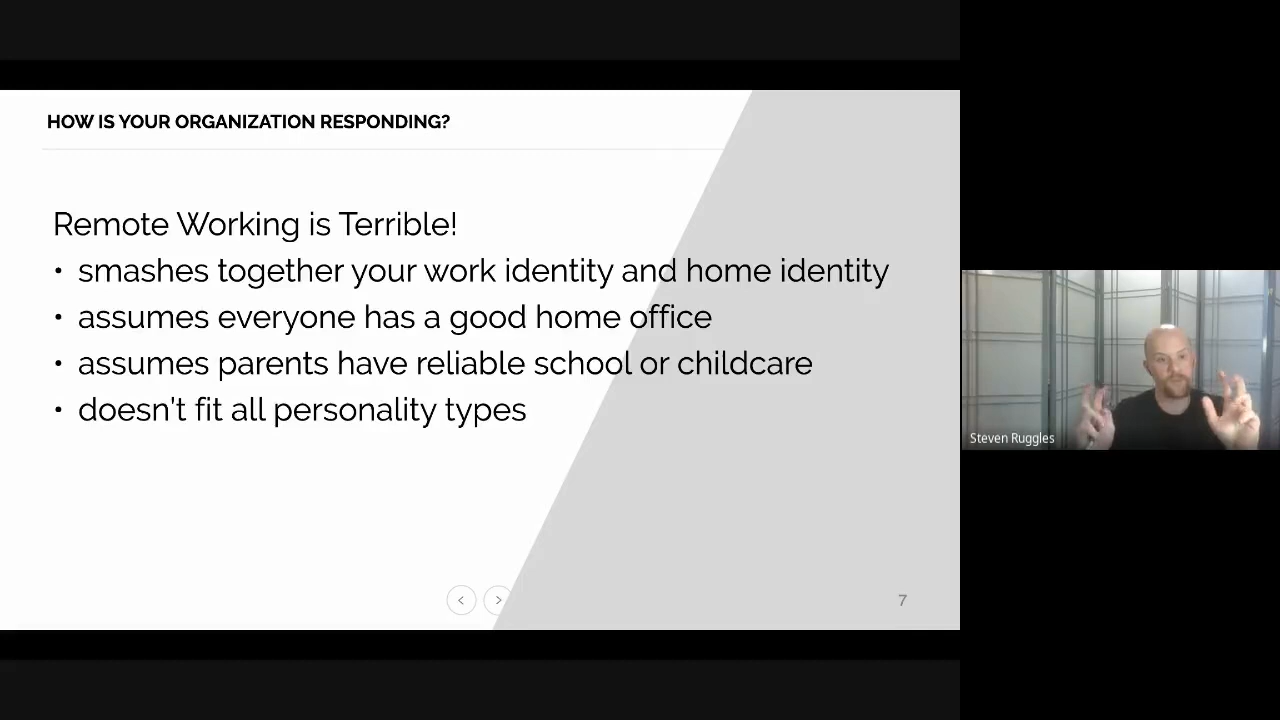 HOW IS YOUR ORGANIZATION RESPONDING?
Remote Working is Terrible!
• smashes together your work identity and home identity
• assumes everyone has a good home office
• assumes parents have reliable school or childcare
• doesn't fit all personality types
7
Steven Ruggles